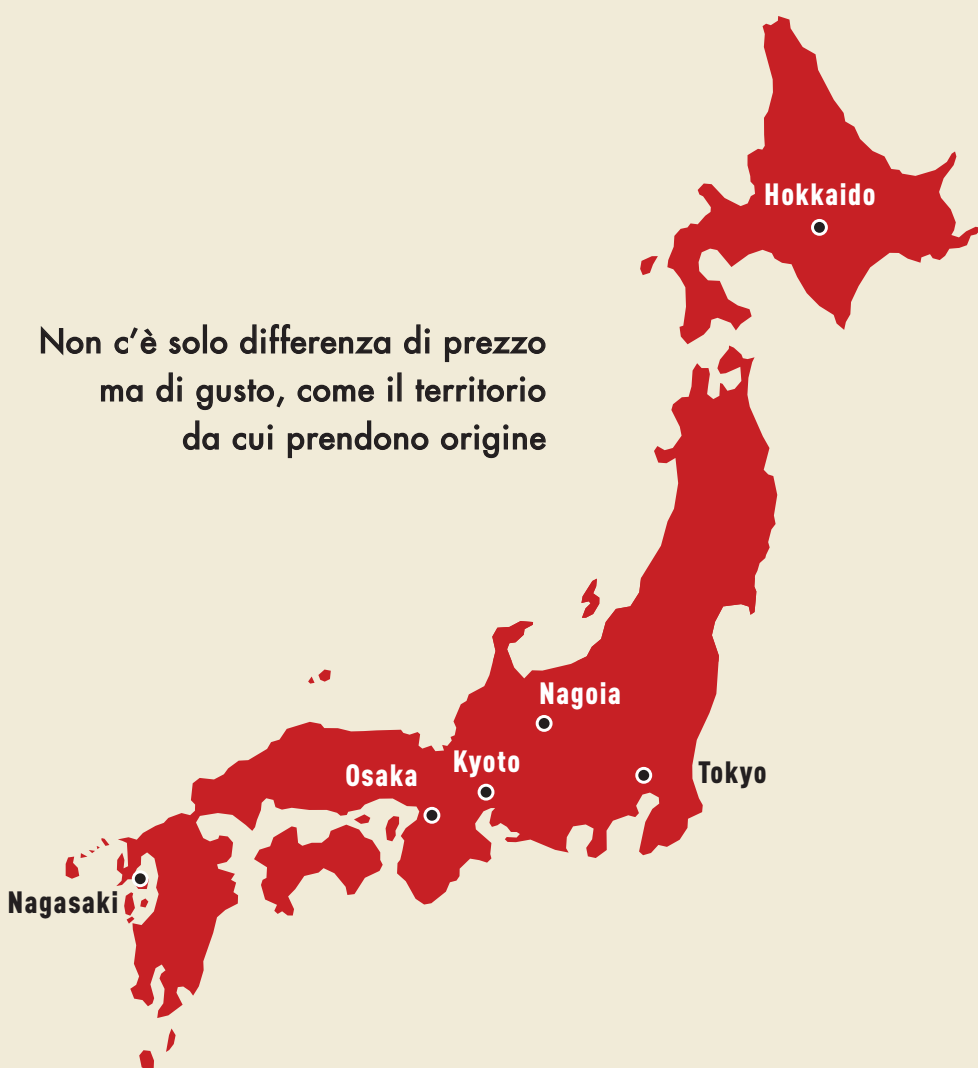 Hokkaido
Non c’è solo differenza di prezzo
ma di gusto, come il territorio
da cui prendono origine
Nagoia
Kyoto
Tokyo
Osaka
Nagasaki